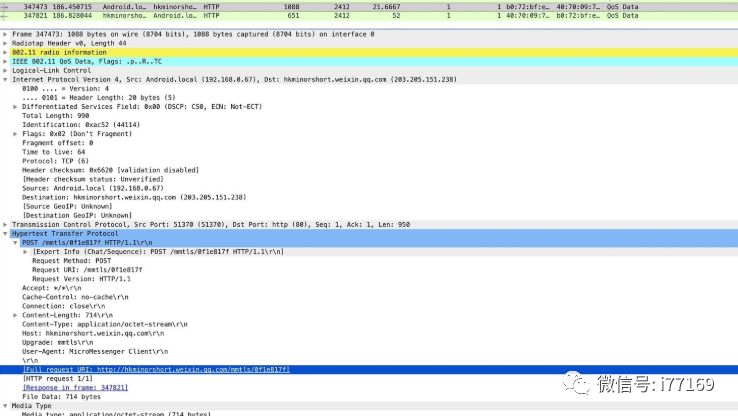 347473 186.450715 Android.lo… hkminorsho… HTTP 1088 2412 21.6667 1 1 b0:72:bf:e… 40:70:09:7… QoS Data
347821 186.828044 hkminorsho… Android.lo… HTTP 651 2412 52 1 1 40:70:09:7… b0:72:bf:e… QoS Data
Frame 347473: 1088 bytes on wire (8704 bits), 1088 bytes captured (8704 bits) on interface 0
Radiotap Header v0, Length 44
802.11 radio information
IEEE 802.11 QoS Data, Flags: .p..R..TC
Logical-Link Control
Internet Protocol Version 4, Src: Android.local (192.168.0.67), Dst: hkminorshort.weixin.qq.com (203.205.151.238)
0100 .... = Version: 4
.... 0101 = Header Length: 20 bytes (5)
Differentiated Services Field: 0x00 (DSCP: CS0, ECN: Not-ECT)
Total Length: 990
Identification: 0xac52 (44114)
Flags: 0x02 (Don't Fragment)
Fragment offset: 0
Time to live: 64
Protocol: TCP (6)
Header checksum: 0x6620 [validation disabled]
[Header checksum status: Unverified]
Source: Android.local (192.168.0.67)
Destination: hkminorshort.weixin.qq.com (203.205.151.238)
[Source GeoIP: Unknown]
[Destination GeoIP: Unknown]
Transmission Control Protocol, Src Port: 51370 (51370), Dst Port: http (80), Seq: 1, Ack: 1, Len: 950
Hypertext Transfer Protocol
POST /mmtls/0f1e817f HTTP/1.1\r\n
[Expert Info (Chat/Sequence): POST /mmtls/0f1e817f HTTP/1.1\r\n]
Request Method: POST
Request URI: /mmtls/0f1e817f
Request Version: HTTP/1.1
Accept: */*\r\n
Cache-Control: no-cache\r\n
Connection: close\r\n
Content-Length: 714\r\n
Content-Type: application/octet-stream\r\n
Host: hkminorshort.weixin.qq.com\r\n
Upgrade: mmtls\r\n
User-Agent: MicroMessenger Client\r\n
\r\n
[Full request URI: http://hkminorshort.weixin.qq.com/mmtls/0f1e817f]
[HTTP request 1/1]
[Response in frame: 347821]
File Data: 714 bytes
Media Type
Media type: application/octet-stream (714 bytes)
微信号: i77169